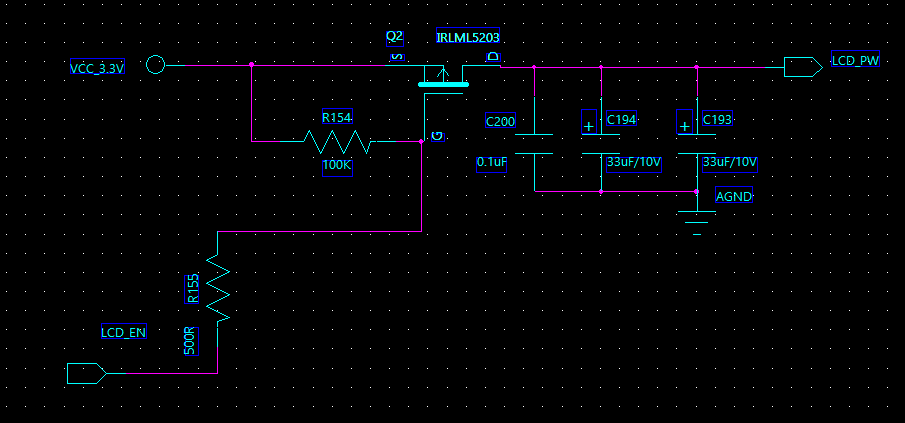 Q2
IRLML5203
S
D
VCC_3.3V
LCD_PW
R154
100K
G
C200
0.1uF
+
C194
33uF/10V
+
C193
33uF/10V
AGND
R155
500R
LCD_EN